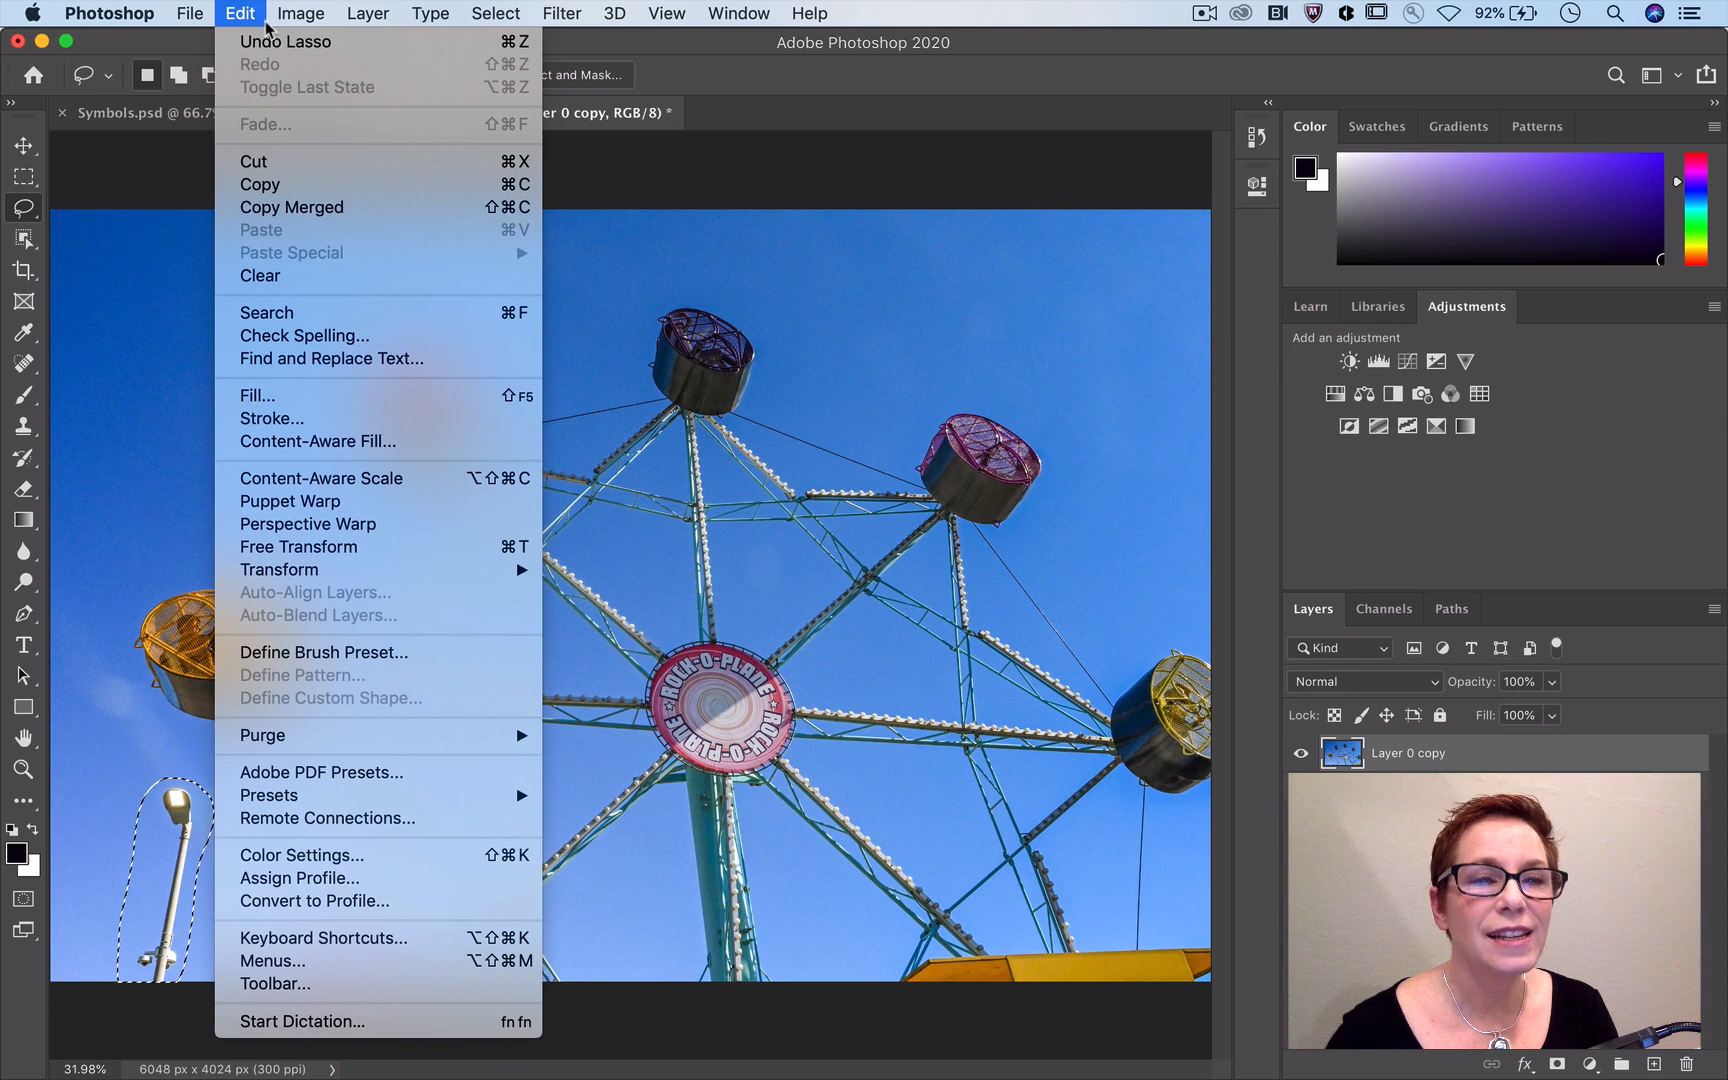 Photoshop File Edit Image Layer Type Select Filter 3D View Window Help 92%
Adobe Photoshop 2020
ct and Mask...
× Symbols.psd @ 66.7% er 0 copy, RGB/8) *
Undo Lasso ⌘Z
Redo ⇧⌘Z
Toggle Last State ⌥⌘Z
Fade... ⇧⌘F
Cut ⌘X
Copy ⌘C
Copy Merged ⇧⌘C
Paste ⌘V
Paste Special
Clear
Search ⌘F
Check Spelling...
Find and Replace Text...
Fill... ⇧F5
Stroke...
Content-Aware Fill...
Content-Aware Scale ⌥⇧⌘C
Puppet Warp
Perspective Warp
Free Transform ⌘T
Transform
Auto-Align Layers...
Auto-Blend Layers...
Define Brush Preset...
Define Pattern...
Define Custom Shape...
Purge
Adobe PDF Presets...
Presets
Remote Connections...
Color Settings... ⇧⌘K
Assign Profile...
Convert to Profile...
Keyboard Shortcuts... ⌥⇧⌘K
Menus... ⌥⇧⌘M
Toolbar...
Start Dictation... fn fn
ROCK-O-PLANE
ROCK-O-PLANE
Color Swatches Gradients Patterns
Learn Libraries Adjustments
Add an adjustment
Layers Channels Paths
Kind
Normal Opacity: 100%
Lock: Fill: 100%
Layer 0 copy
fx
31.98% 6048 px x 4024 px (300 ppi)